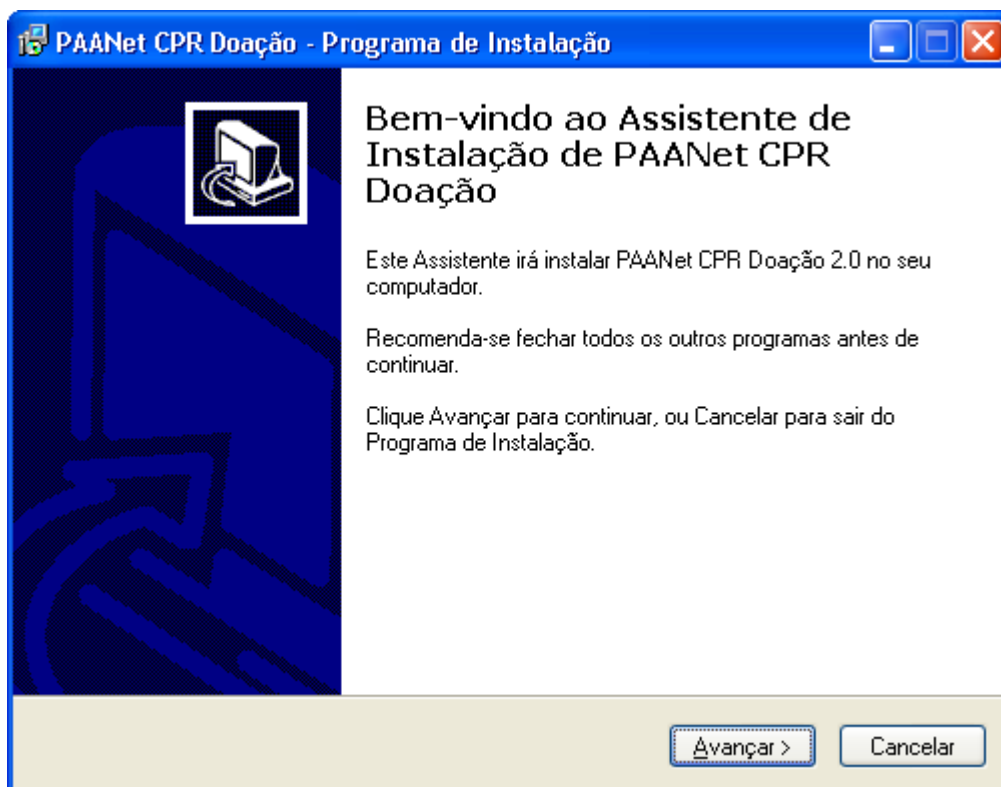 PAANet CPR Doação - Programa de Instalação
Bem-vindo ao Assistente de
Instalação de PAANet CPR
Doação
Este Assistente irá instalar PAANet CPR Doação 2.0 no seu
computador.
Recomenda-se fechar todos os outros programas antes de
continuar.
Clique Avançar para continuar, ou Cancelar para sair do
Programa de Instalação.
Avançar > Cancelar